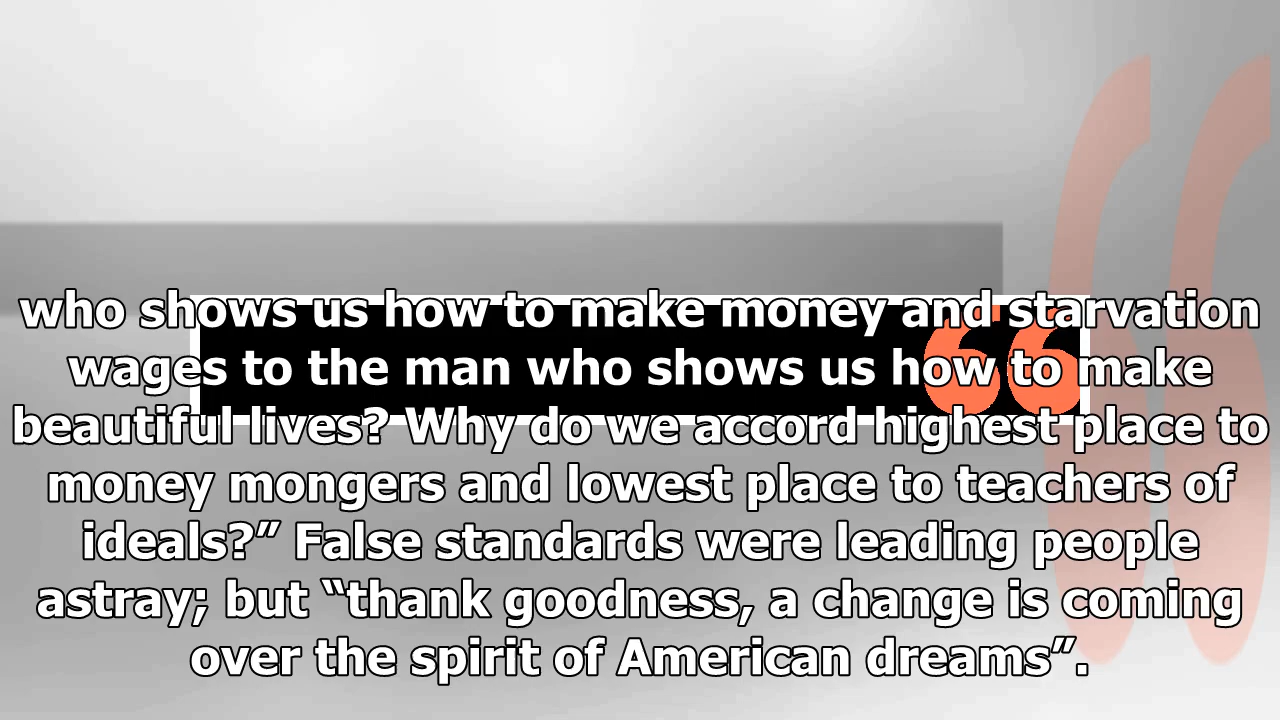 who shows us how to make money and starvation
wages to the man who shows us how to make
beautiful lives? Why do we accord highest place to
money mongers and lowest place to teachers of
ideals?” False standards were leading people
astray; but “thank goodness, a change is coming
over the spirit of American dreams”.